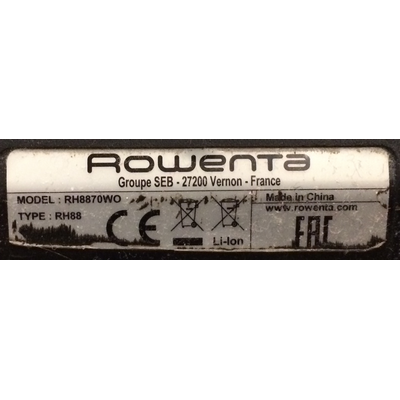 Rowenta
Groupe SEB - 27200 Vernon - France
MODEL : RH8870WO
TYPE : RH88
CE
Li-Ion
Made in China
www.rowenta.com
EAC